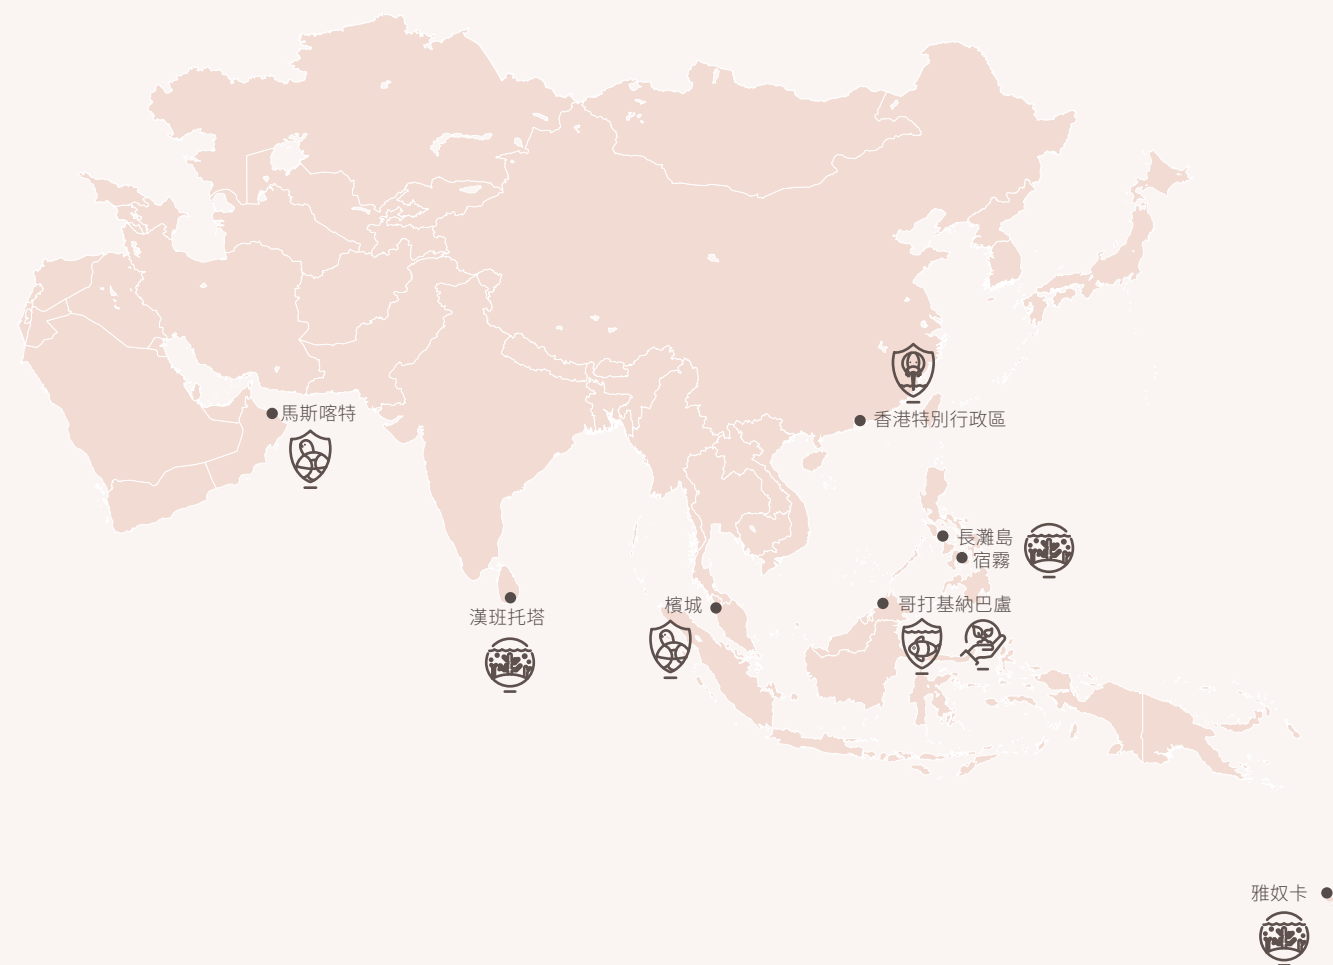 馬斯喀特
香港特別行政區
長灘島
宿霧
檳城
哥打基納巴盧
漢班托塔
雅奴卡